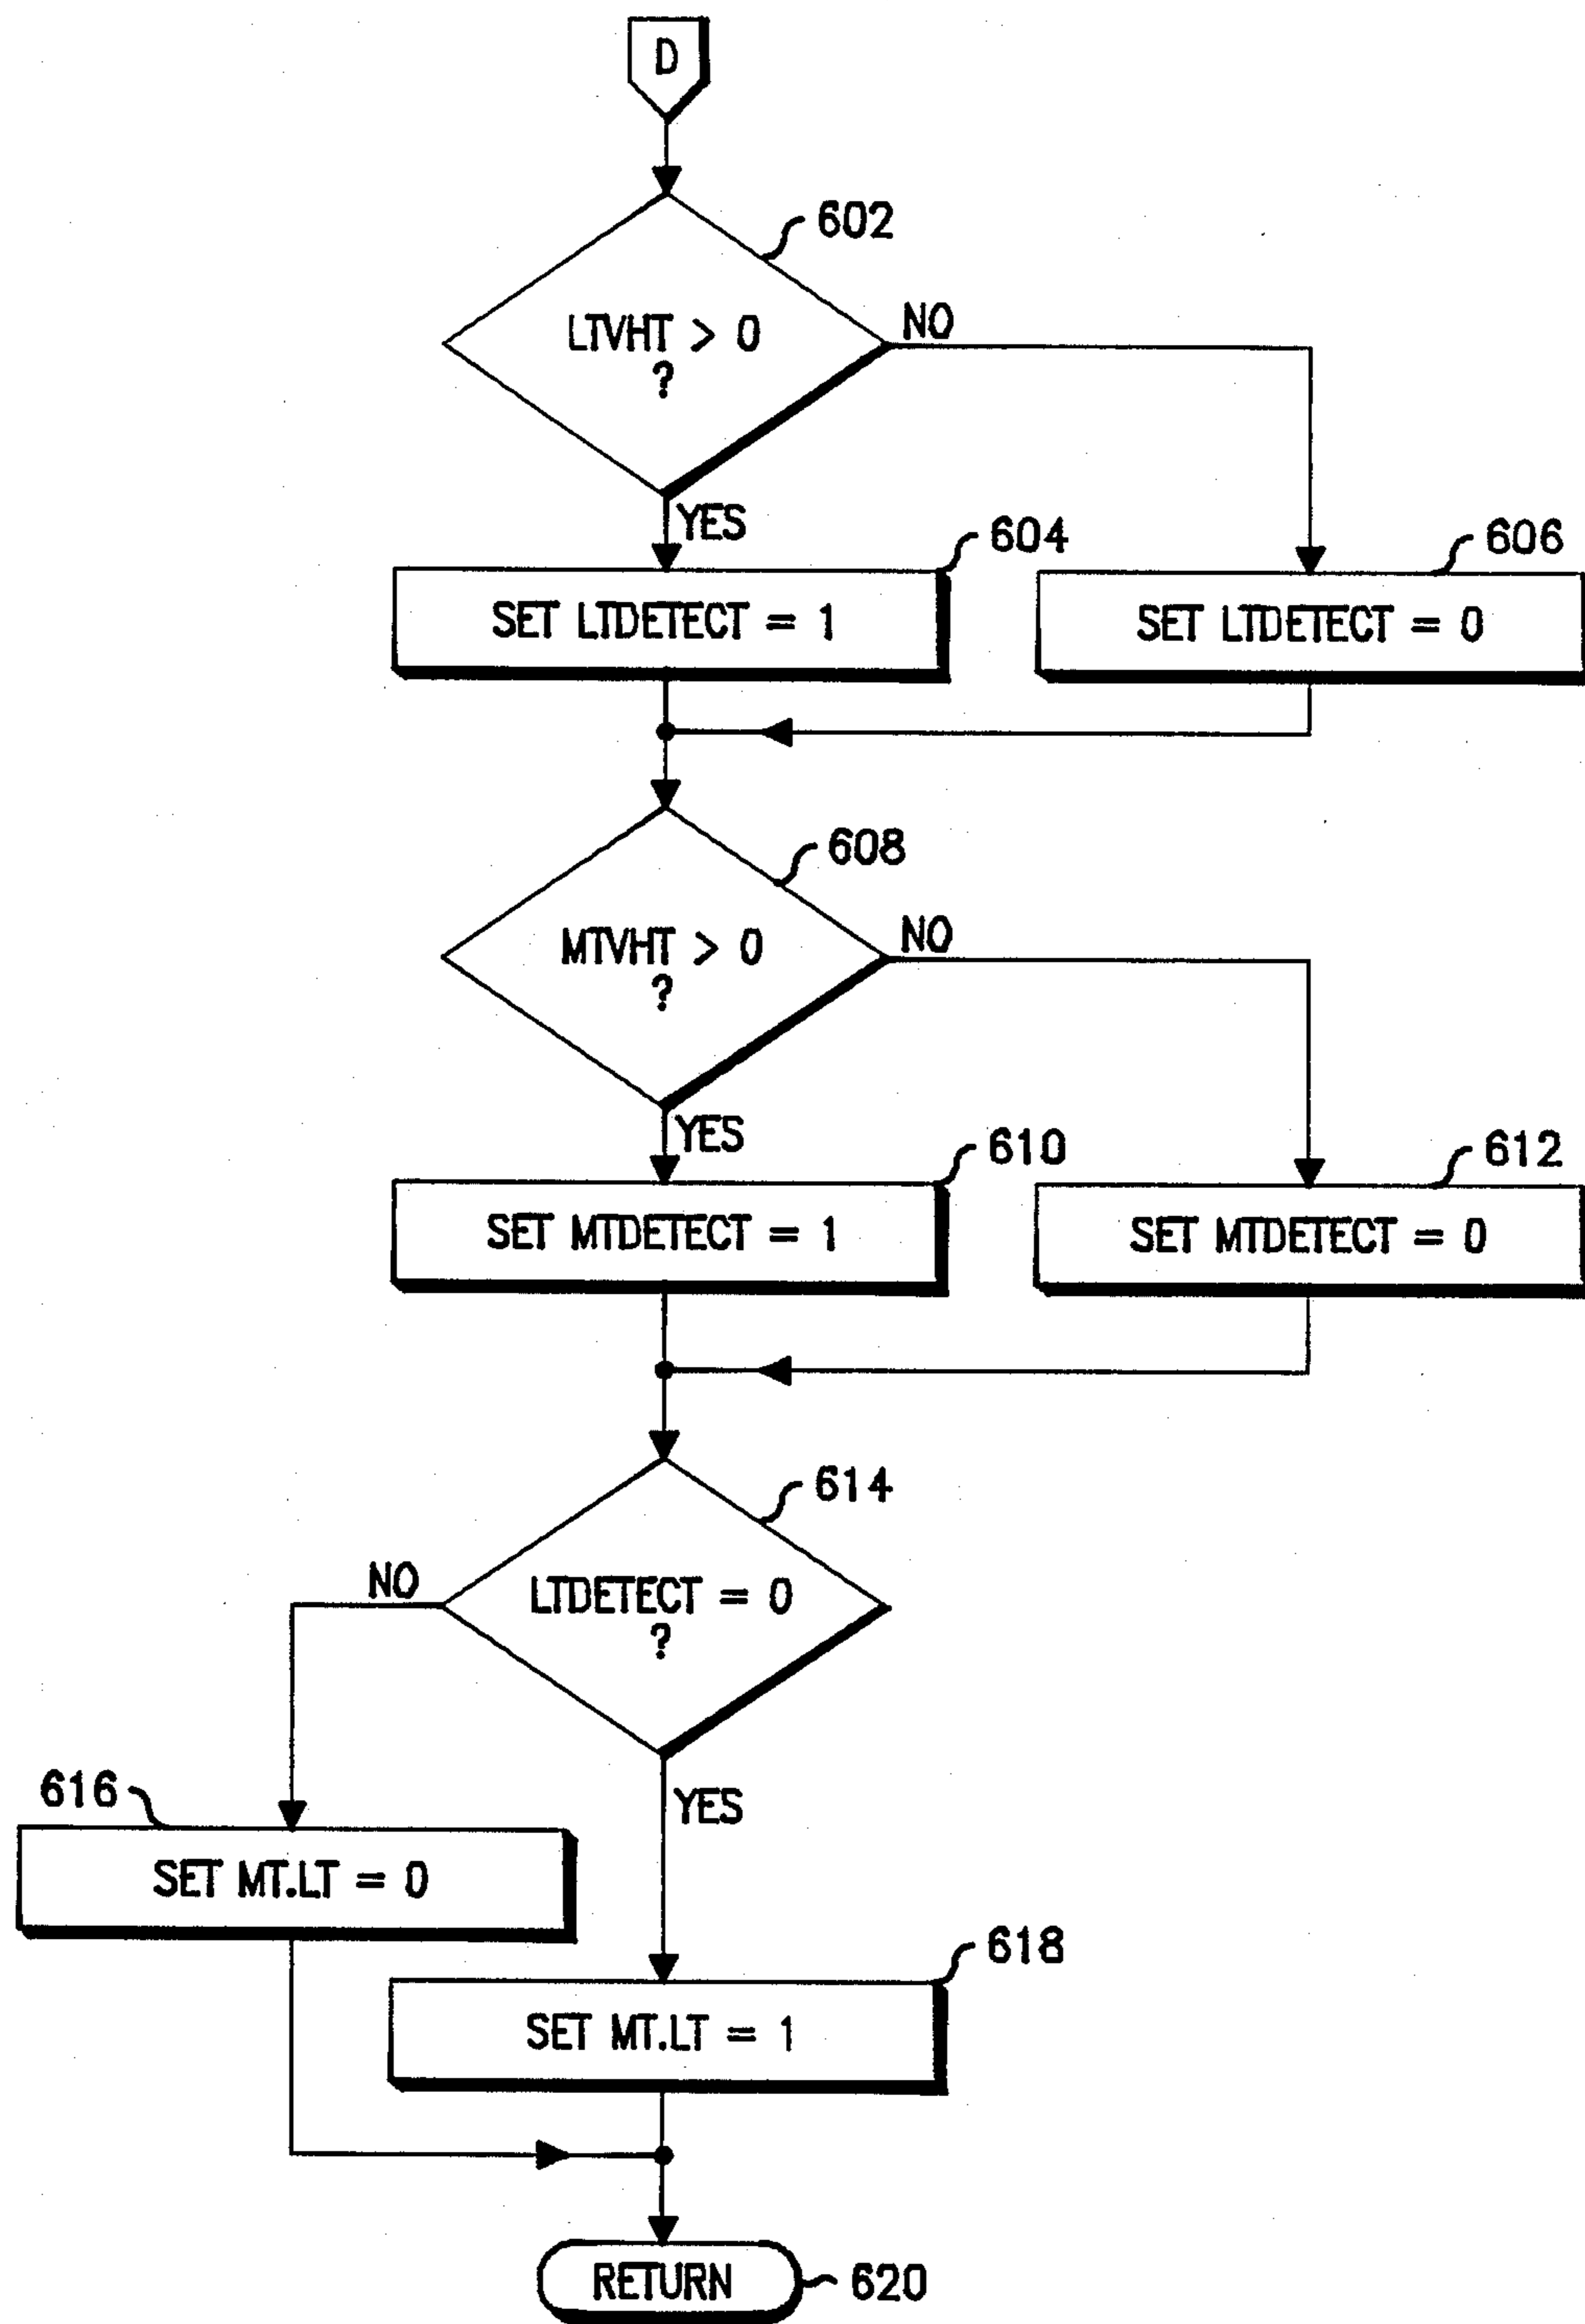 D
602
LTVHT > 0
?
NO
YES
604
606
SET LTDETECT = 1
SET LTDETECT = 0
608
MTVHT > 0
?
NO
YES
610
612
SET MTDETECT = 1
SET MTDETECT = 0
614
NO
LTDETECT = 0
?
616
YES
SET MT.LT = 0
618
SET MT.LT = 1
RETURN
620